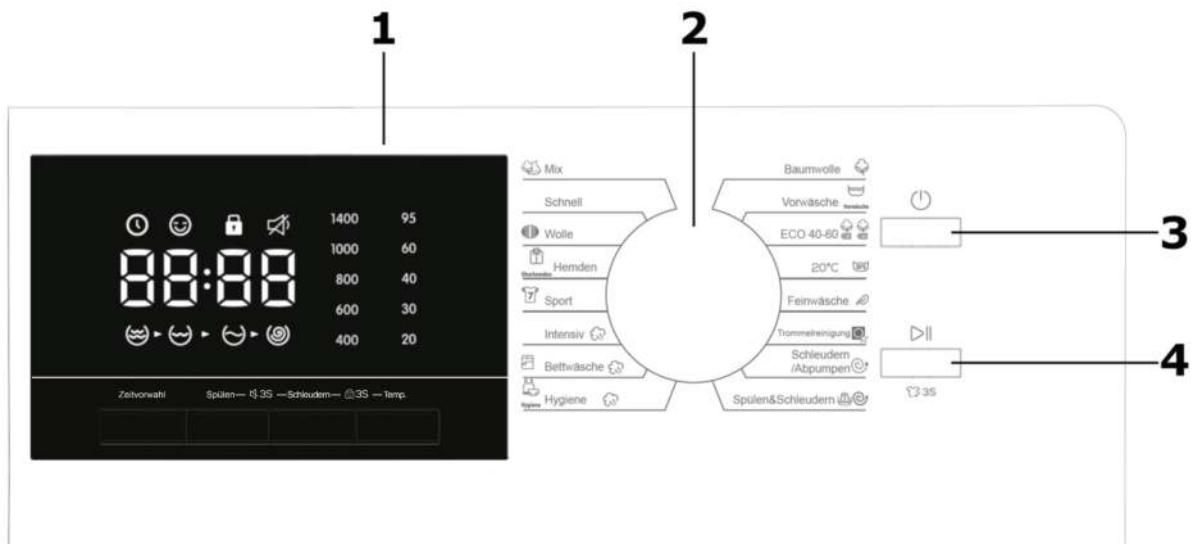 1
2
1400 95
1000 60
88:88
800 40
600 30
400 20
Zeitvorwahl Spülen— 3S —Schleudern— 3S —Temp.
Mix
Schnell
Wolle
Hemden
7
Sport
Intensiv
Bettwäsche
Hygiene
Hygiene
Baumwolle
Vorwäsche
ECO 40-60
20°C
Feinwäsche
Trommelreinigung
Schleudern
/Abpumpen
Spülen&Schleudern
3
4
3S